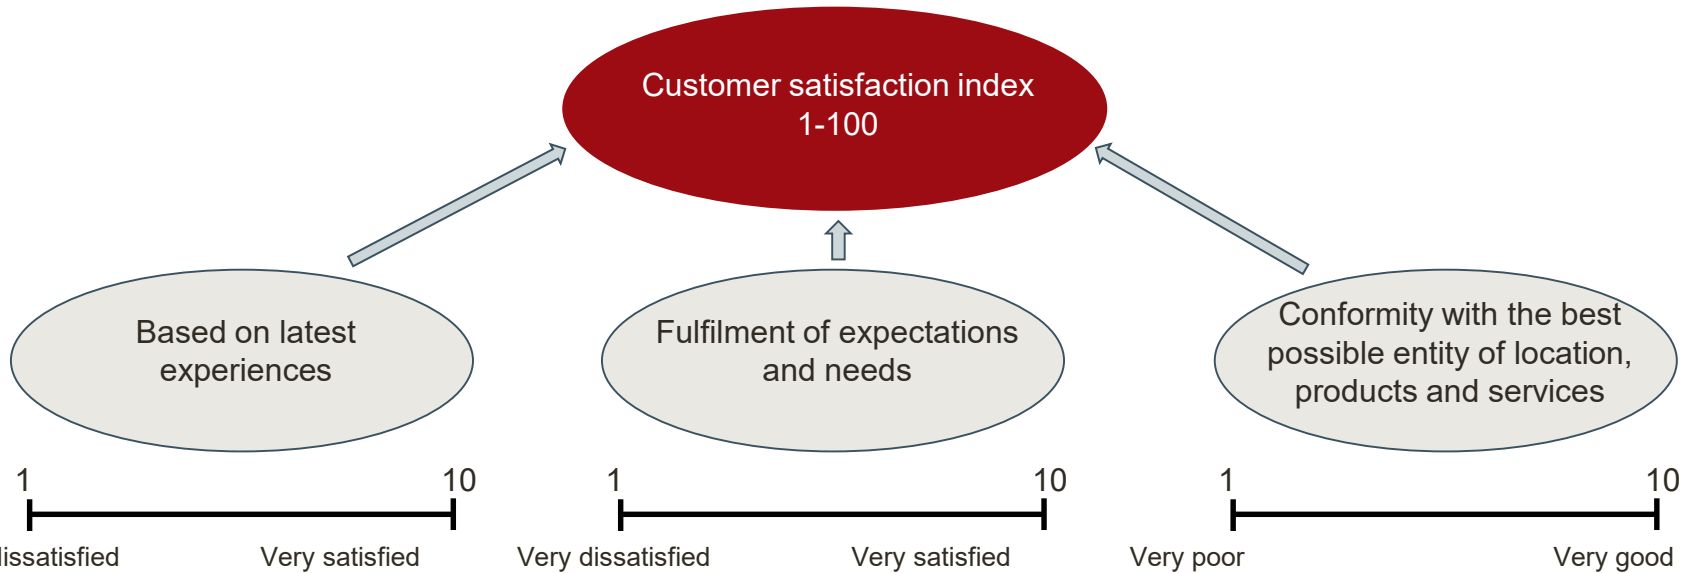 Customer satisfaction index
1-100
Based on latest
experiences
Fulfilment of expectations
and needs
Conformity with the best
possible entity of location,
products and services
1 10
1 10
1 10
dissatisfied Very satisfied
Very dissatisfied Very satisfied
Very poor Very good